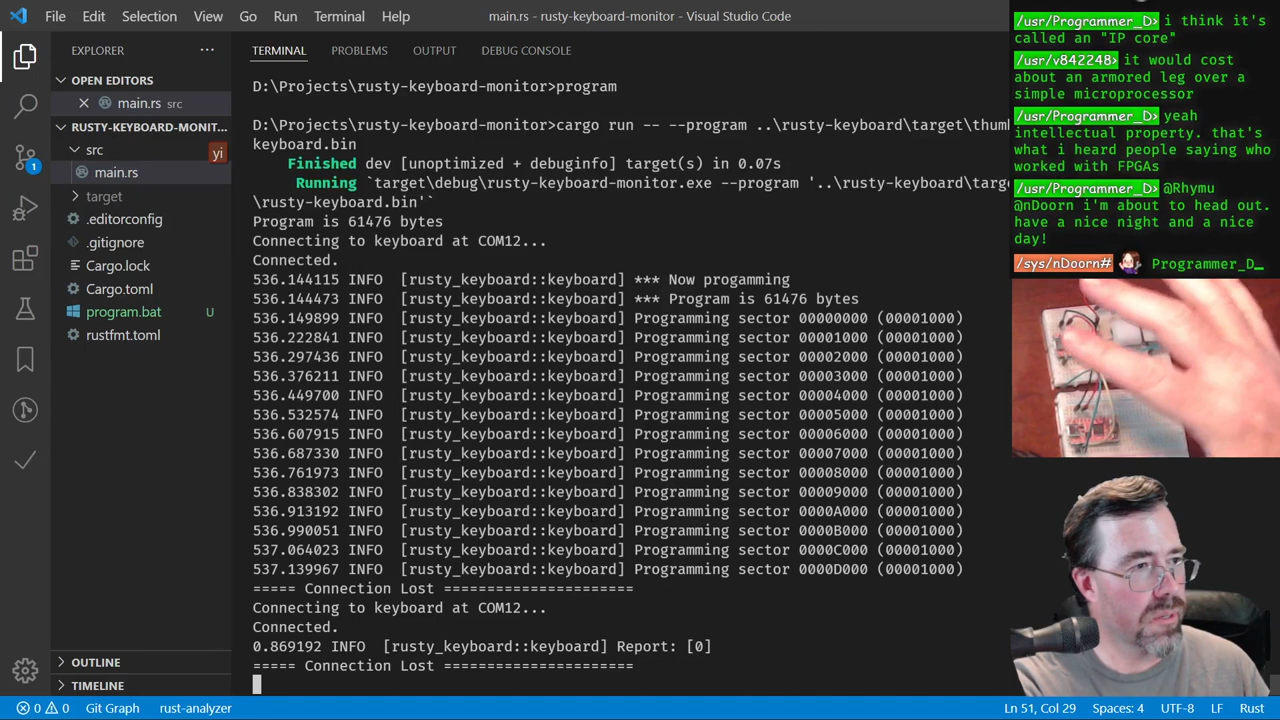 File Edit Selection View Go Run Terminal Help
main.rs - rusty-keyboard-monitor - Visual Studio Code
EXPLORER
OPEN EDITORS
main.rs src
RUSTY-KEYBOARD-MONIT...
src
main.rs
target
.editorconfig
.gitignore
Cargo.lock
Cargo.toml
program.bat U
rustfmt.toml
OUTLINE
TIMELINE
yi
1
TERMINAL PROBLEMS OUTPUT DEBUG CONSOLE
D:\Projects\rusty-keyboard-monitor>program
D:\Projects\rusty-keyboard-monitor>cargo run -- --program ..\rusty-keyboard\target\thum
keyboard.bin
Finished dev [unoptimized + debuginfo] target(s) in 0.07s
Running `target\debug\rusty-keyboard-monitor.exe --program '..\rusty-keyboard\targe
\rusty-keyboard.bin'`
Program is 61476 bytes
Connecting to keyboard at COM12...
Connected.
536.144115 INFO [rusty_keyboard::keyboard] *** Now progamming
536.144473 INFO [rusty_keyboard::keyboard] *** Program is 61476 bytes
536.149899 INFO [rusty_keyboard::keyboard] Programming sector 00000000 (00001000)
536.222841 INFO [rusty_keyboard::keyboard] Programming sector 00001000 (00001000)
536.297436 INFO [rusty_keyboard::keyboard] Programming sector 00002000 (00001000)
536.376211 INFO [rusty_keyboard::keyboard] Programming sector 00003000 (00001000)
536.449700 INFO [rusty_keyboard::keyboard] Programming sector 00004000 (00001000)
536.532574 INFO [rusty_keyboard::keyboard] Programming sector 00005000 (00001000)
536.607915 INFO [rusty_keyboard::keyboard] Programming sector 00006000 (00001000)
536.687330 INFO [rusty_keyboard::keyboard] Programming sector 00007000 (00001000)
536.761973 INFO [rusty_keyboard::keyboard] Programming sector 00008000 (00001000)
536.838302 INFO [rusty_keyboard::keyboard] Programming sector 00009000 (00001000)
536.913192 INFO [rusty_keyboard::keyboard] Programming sector 0000A000 (00001000)
536.990051 INFO [rusty_keyboard::keyboard] Programming sector 0000B000 (00001000)
537.064023 INFO [rusty_keyboard::keyboard] Programming sector 0000C000 (00001000)
537.139967 INFO [rusty_keyboard::keyboard] Programming sector 0000D000 (00001000)
===== Connection Lost ======================
Connecting to keyboard at COM12...
Connected.
0.869192 INFO [rusty_keyboard::keyboard] Report: [0]
===== Connection Lost ======================
/usr/Programmer_D> i think it's
called an "IP core"
/usr/v842248> it would cost
about an armored leg over a
simple microprocessor
/usr/Programmer_D> yeah
intellectual property. that's
what i heard people saying who
worked with FPGAs
/usr/Programmer_D> @Rhymu
@nDoorn i'm about to head out.
have a nice night and a nice
day!
/sys/nDoorn# Programmer_D_
0 0 Git Graph rust-analyzer
Ln 51, Col 29 Spaces: 4 UTF-8 LF Rust